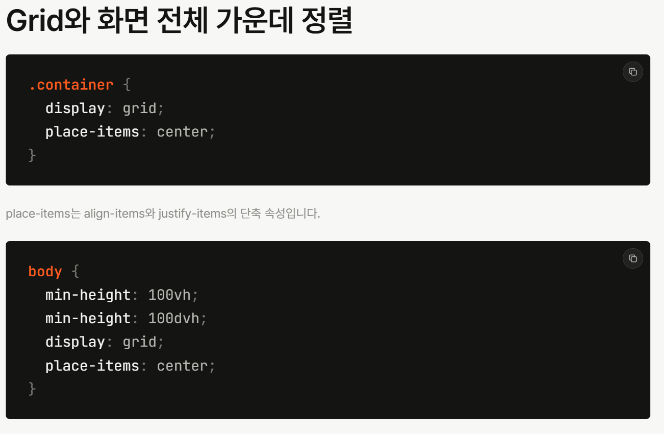 Grid와 화면 전체 가운데 정렬
.container {
  display: grid;
  place-items: center;
}
place-items는 align-items와 justify-items의 단축 속성입니다.
body {
  min-height: 100vh;
  min-height: 100dvh;
  display: grid;
  place-items: center;
}